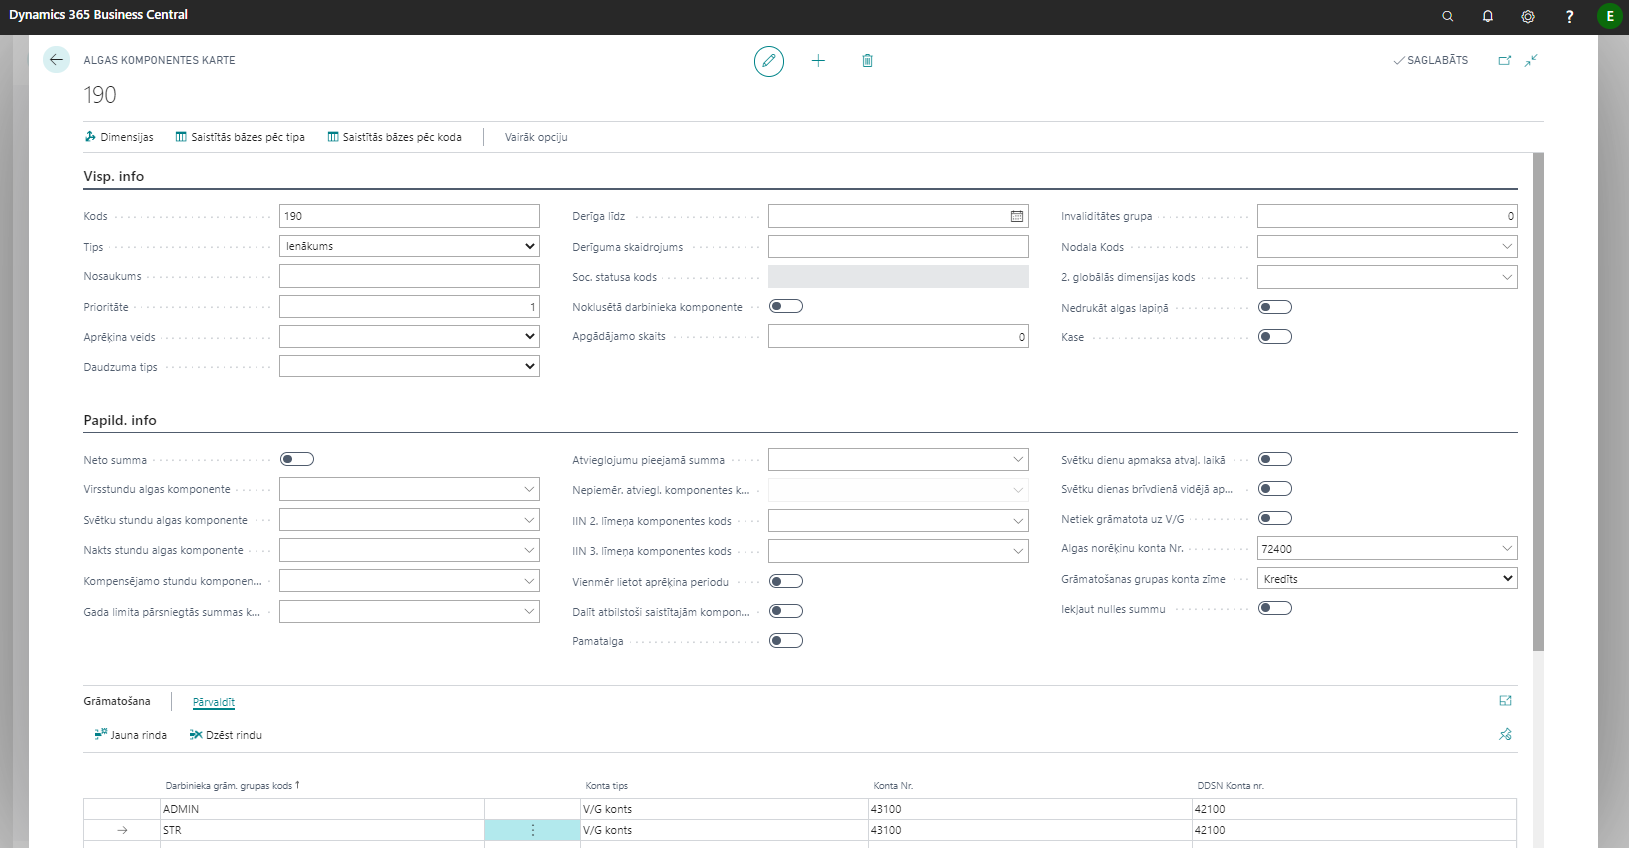 Dynamics 365 Business Central
?
E
ALGAS KOMPONENTES KARTE
SAGLABĀTS
190
Dimensijas
Saistītās bāzes pēc tipa
Saistītās bāzes pēc koda
Vairāk opciju
Visp. info
Kods
190
Tips
Ienākums
Nosaukums
Prioritāte
1
Aprēķina veids
Daudzuma tips
Derīga līdz
Derīguma skaidrojums
Soc. statusa kods
Noklusētā darbinieka komponente
Apgādājamo skaits
0
Invaliditātes grupa
0
Nodala Kods
2. globālās dimensijas kods
Nedrukāt algas lapiņā
Kase
Papild. info
Neto summa
Virsstundu algas komponente
Svētku stundu algas komponente
Nakts stundu algas komponente
Kompensējamo stundu komponen...
Gada limita pārsniegtās summas k...
Atvieglojumu pieejamā summa
Nepiemēr. atviegl. komponentes k...
IIN 2. līmeņa komponentes kods
IIN 3. līmeņa komponentes kods
Vienmēr lietot aprēķina periodu
Dalīt atbilstoši saistītajām kompon...
Pamatalga
Svētku dienu apmaksa atvaļ. laikā
Svētku dienas brīvdienā vidējā ap...
Netiek grāmatota uz V/G
Algas norēķinu konta Nr.
72400
Grāmatošanas grupas konta zīme
Kredīts
Iekļaut nulles summu
Grāmatošana
Pārvaldīt
Jauna rinda
Dzēst rindu
Darbinieka grām. grupas kods ↑
Konta tips
Konta Nr.
DDSN Konta nr.
ADMIN
V/G konts
43100
42100
STR
V/G konts
43100
42100